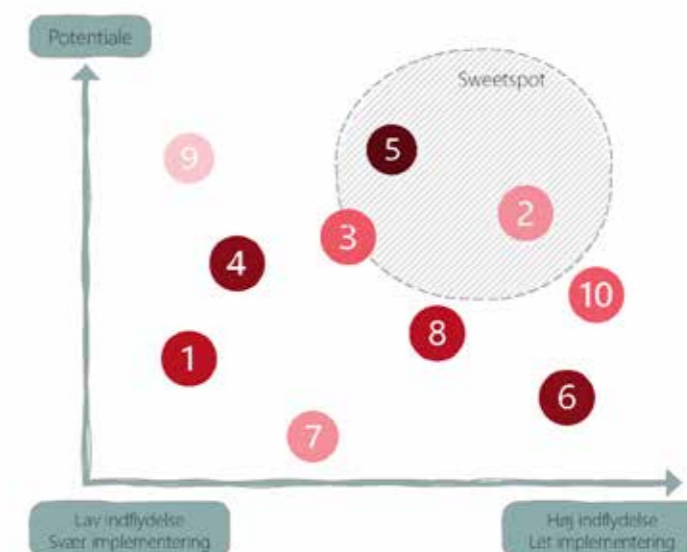 Potentiale
Sweetspot
5
9
2
3
4
10
8
1
6
7
Lav indflydelse
Svær implementering
Høj indflydelse
Let implementering